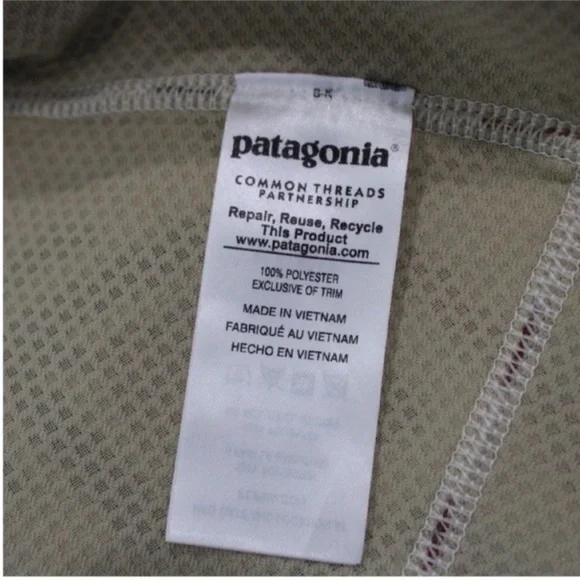 patagonia®
COMMON THREADS
PARTNERSHIP
Repair, Reuse, Recycle
This Product
www.patagonia.com
100% POLYESTER
EXCLUSIVE OF TRIM
MADE IN VIETNAM
FABRIQUÉ AU VIETNAM
HECHO EN VIETNAM